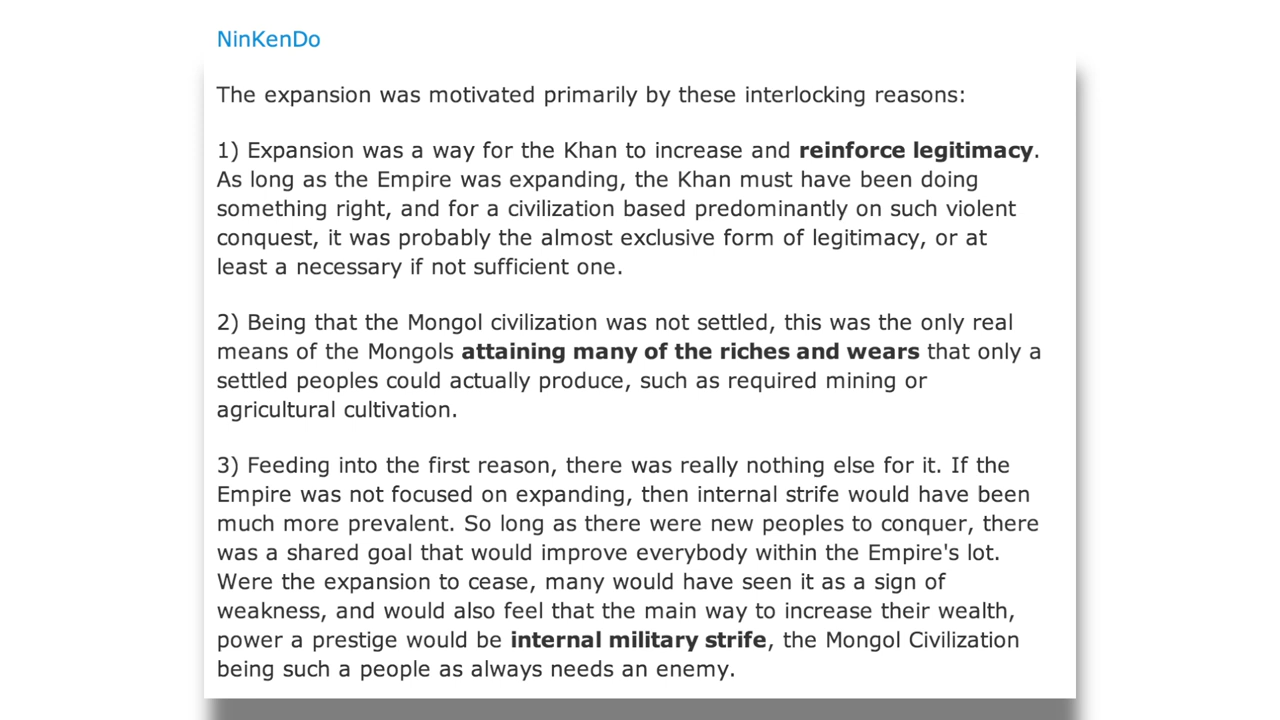 NinKenDo
The expansion was motivated primarily by these interlocking reasons:
1) Expansion was a way for the Khan to increase and reinforce legitimacy.
As long as the Empire was expanding, the Khan must have been doing
something right, and for a civilization based predominantly on such violent
conquest, it was probably the almost exclusive form of legitimacy, or at
least a necessary if not sufficient one.
2) Being that the Mongol civilization was not settled, this was the only real
means of the Mongols attaining many of the riches and wears that only a
settled peoples could actually produce, such as required mining or
agricultural cultivation.
3) Feeding into the first reason, there was really nothing else for it. If the
Empire was not focused on expanding, then internal strife would have been
much more prevalent. So long as there were new peoples to conquer, there
was a shared goal that would improve everybody within the Empire's lot.
Were the expansion to cease, many would have seen it as a sign of
weakness, and would also feel that the main way to increase their wealth,
power a prestige would be internal military strife, the Mongol Civilization
being such a people as always needs an enemy.